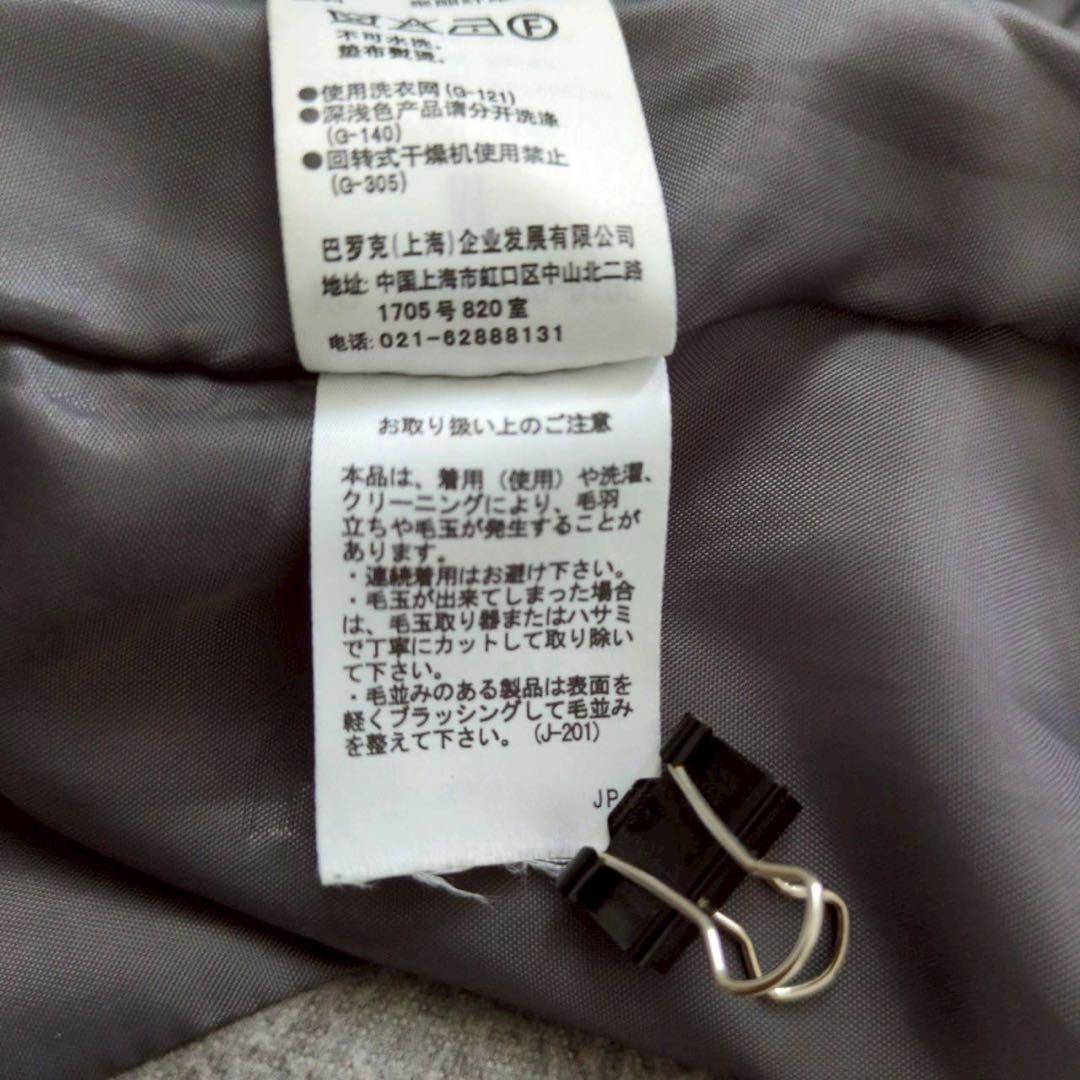 F
不可水洗。
垫布熨烫。
●使用洗衣网(G-121)
●深浅色产品请分开洗涤
(G-140)
●回转式干燥机使用禁止
(G-305)
巴罗克(上海)企业发展有限公司
地址: 中国上海市虹口区中山北二路
1705号820室
电话: 021-62888131
お取り扱い上のご注意
本品は、着用（使用）や洗濯、
クリーニングにより、毛羽
立ちや毛玉が発生することが
あります。
・連続着用はお避け下さい。
・毛玉が出来てしまった場合
は、毛玉取り器またはハサミ
で丁寧にカットして取り除い
て下さい。
・毛並みのある製品は表面を
軽くブラッシングして毛並み
を整えて下さい。(J-201)
JP